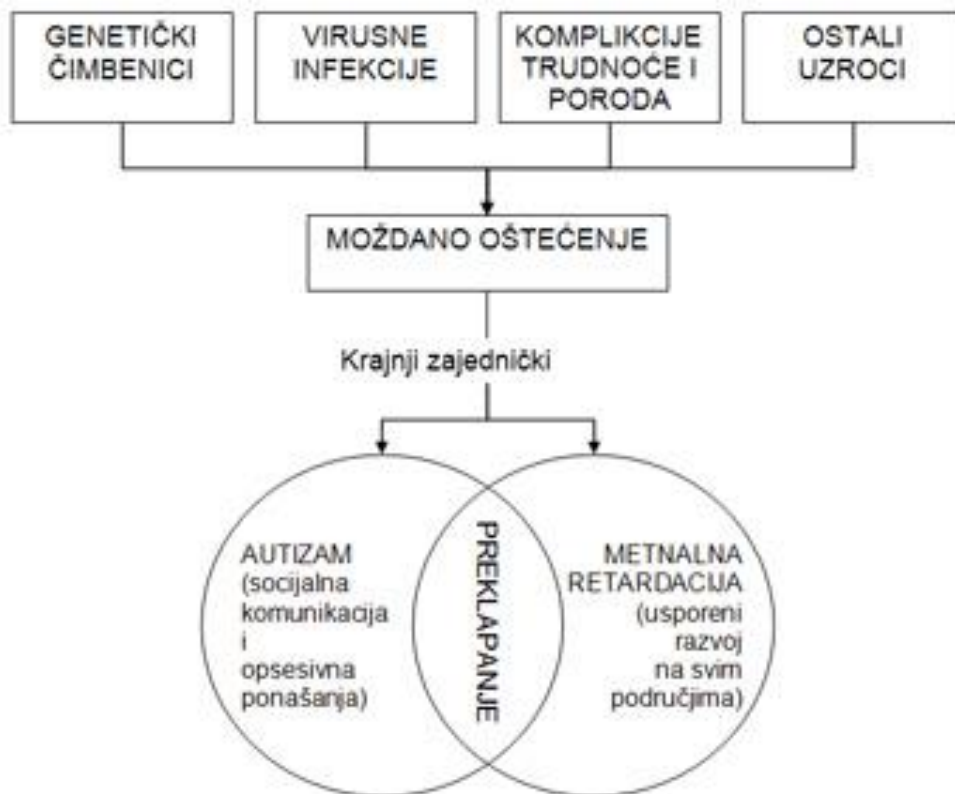 GENETIČKI
ČIMBENICI
VIRUSNE
INFEKCIJE
KOMPLIKCIJE
TRUDNOĆE I
PORODA
OSTALI
UZROCI
MOŽDANO OŠTEĆENJE
Krajnji zajednički
AUTIZAM
(socijalna
komunikacija
i
opsesivna
ponašanja)
PREKLAPANJE
METNALNA
RETARDACIJA
(usporeni
razvoj
na svim
područjima)